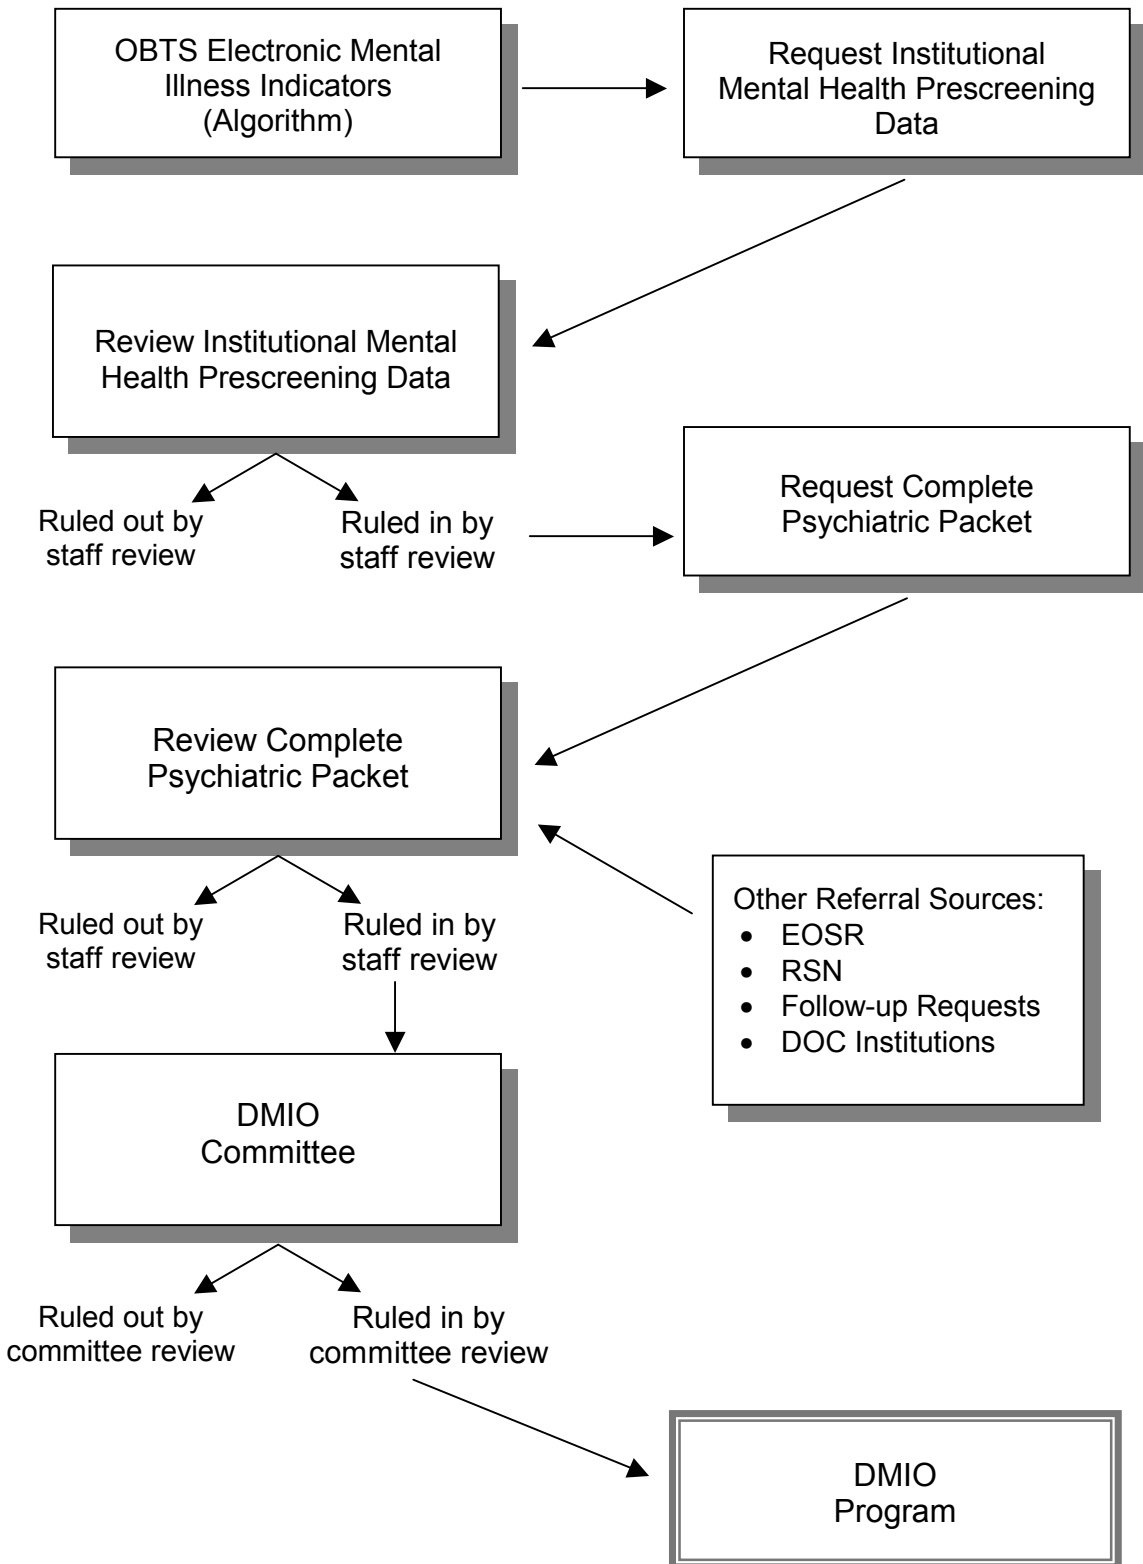 OBTS Electronic Mental
Illness Indicators
(Algorithm)
Request Institutional
Mental Health Prescreening
Data
Review Institutional Mental
Health Prescreening Data
Ruled out by
staff review
Ruled in by
staff review
Request Complete
Psychiatric Packet
Review Complete
Psychiatric Packet
Ruled out by
staff review
Ruled in by
staff review
Other Referral Sources:
• EOSR
• RSN
• Follow-up Requests
• DOC Institutions
DMIO
Committee
Ruled out by
committee review
Ruled in by
committee review
DMIO
Program